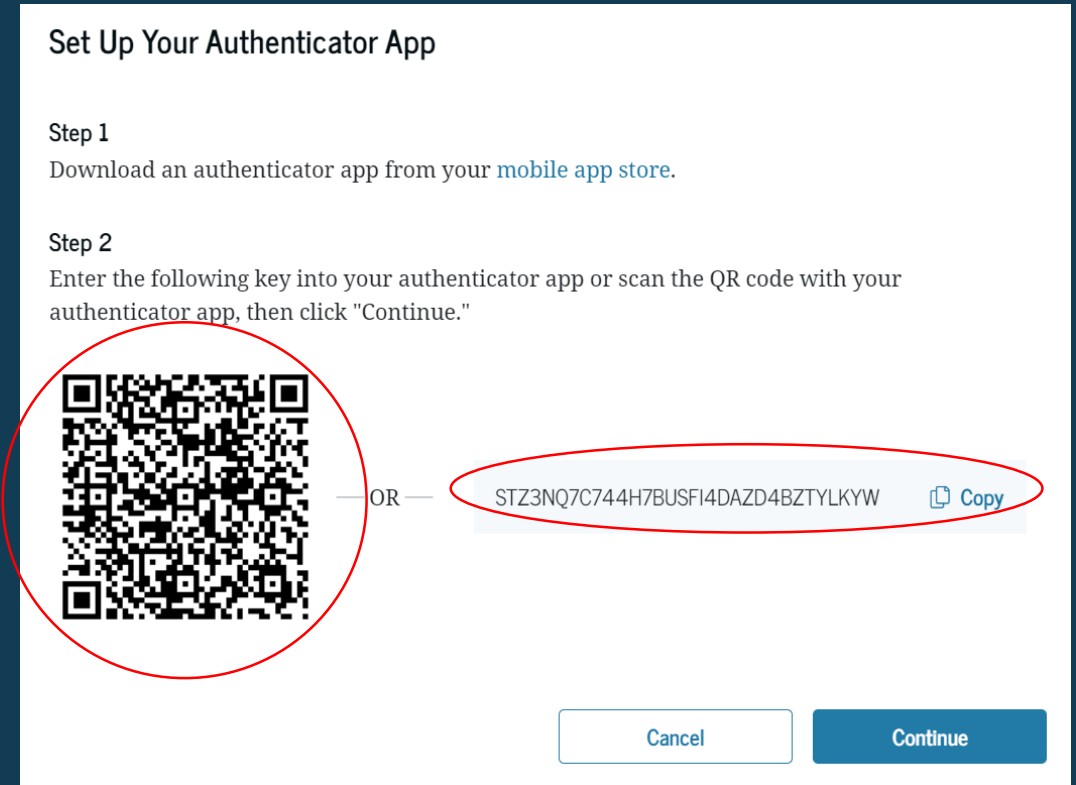 Set Up Your Authenticator App
Step 1
Download an authenticator app from your mobile app store.
Step 2
Enter the following key into your authenticator app or scan the QR code with your
authenticator app, then click "Continue."
OR
STZ3NQ7C744H7BUSFI4DAZD4BZTYLKYW
Copy
Cancel
Continue